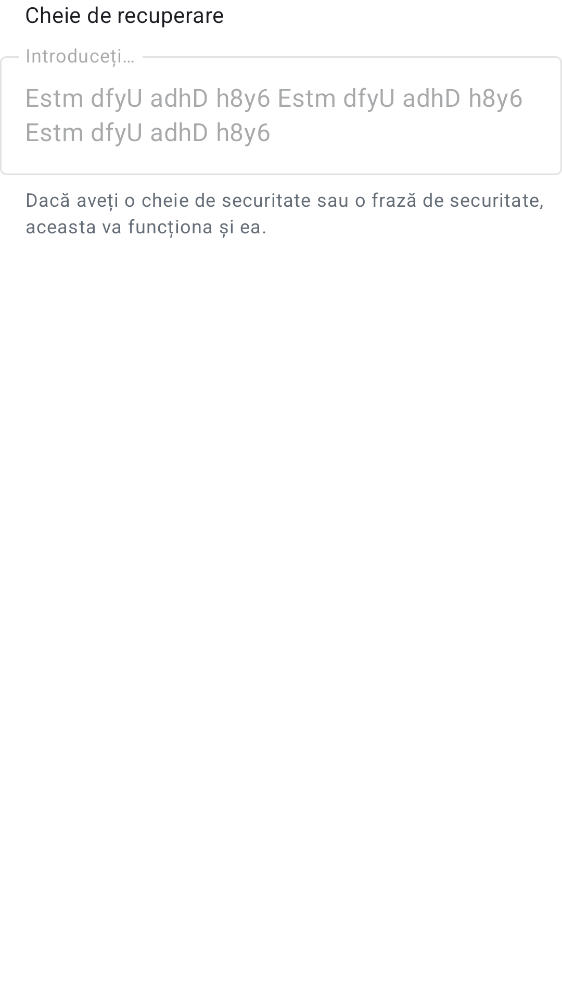 Cheie de recuperare
Introduceți…
Estm dfyU adhD h8y6 Estm dfyU adhD h8y6
Estm dfyU adhD h8y6
Dacă aveți o cheie de securitate sau o frază de securitate,
aceasta va funcționa și ea.